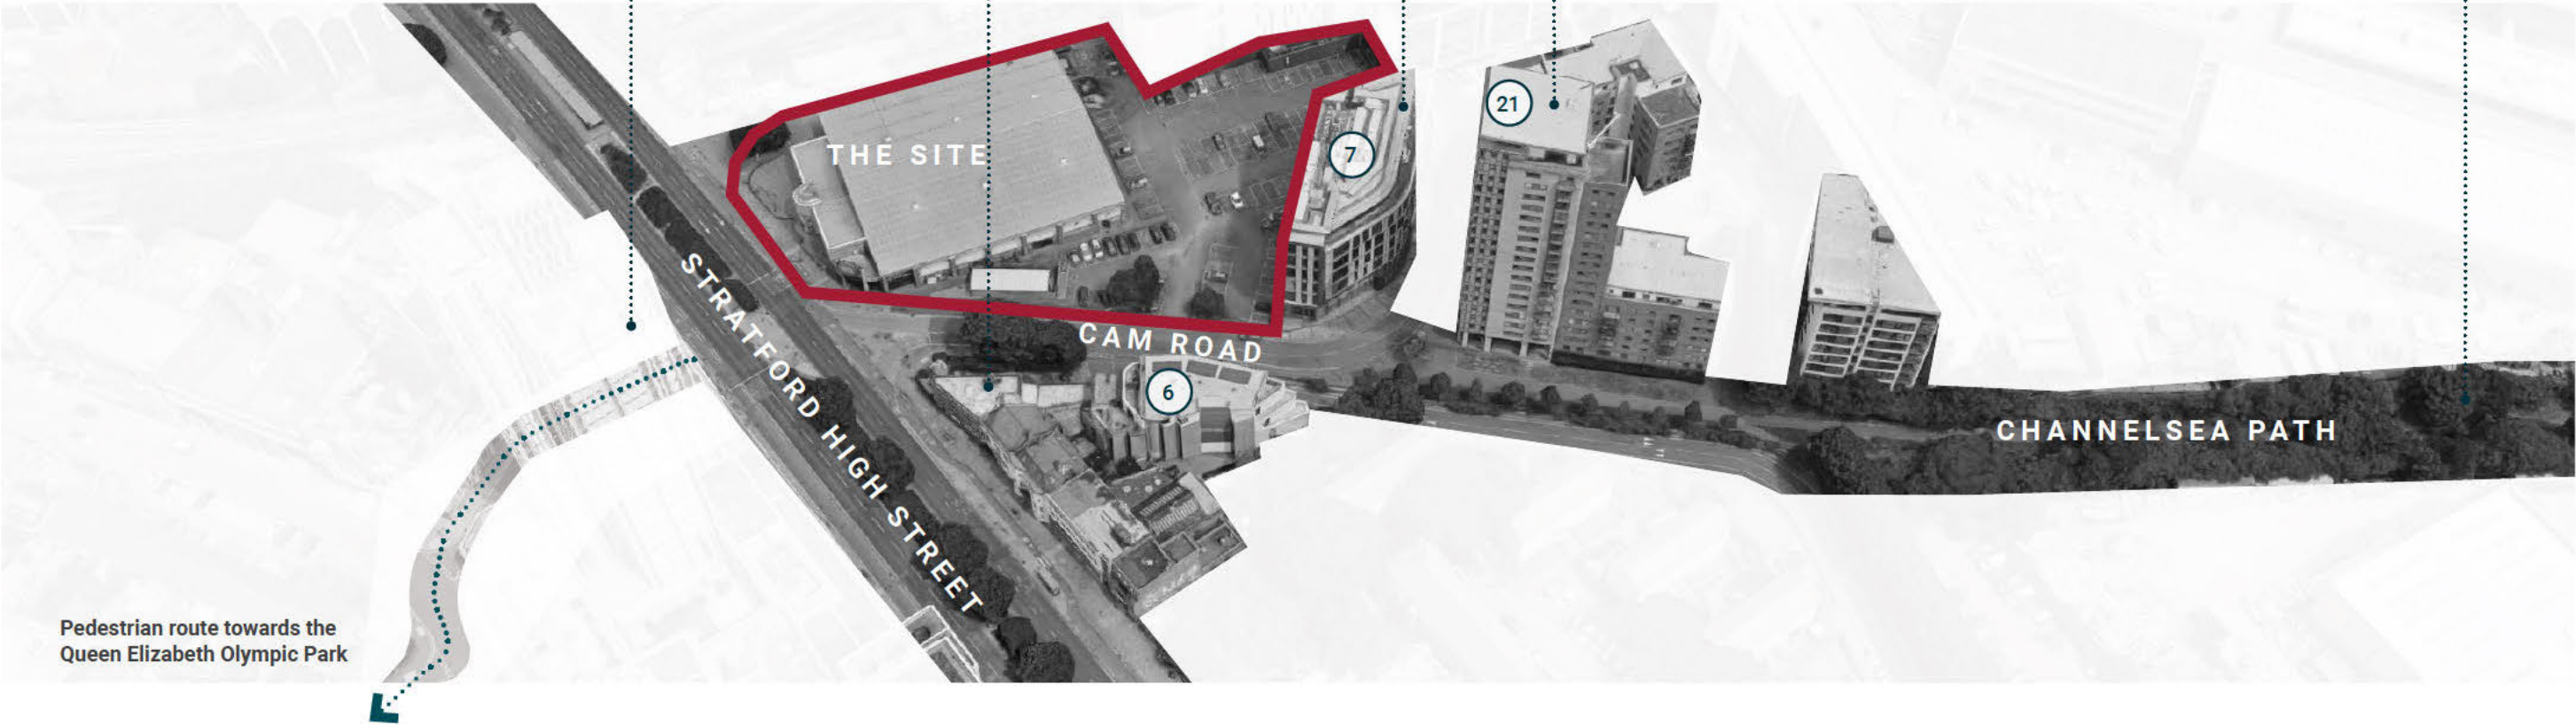 21
7
THE SITE
STRATFORD HIGH STREET
CAM ROAD
6
CHANNELSEA PATH
Pedestrian route towards the
Queen Elizabeth Olympic Park